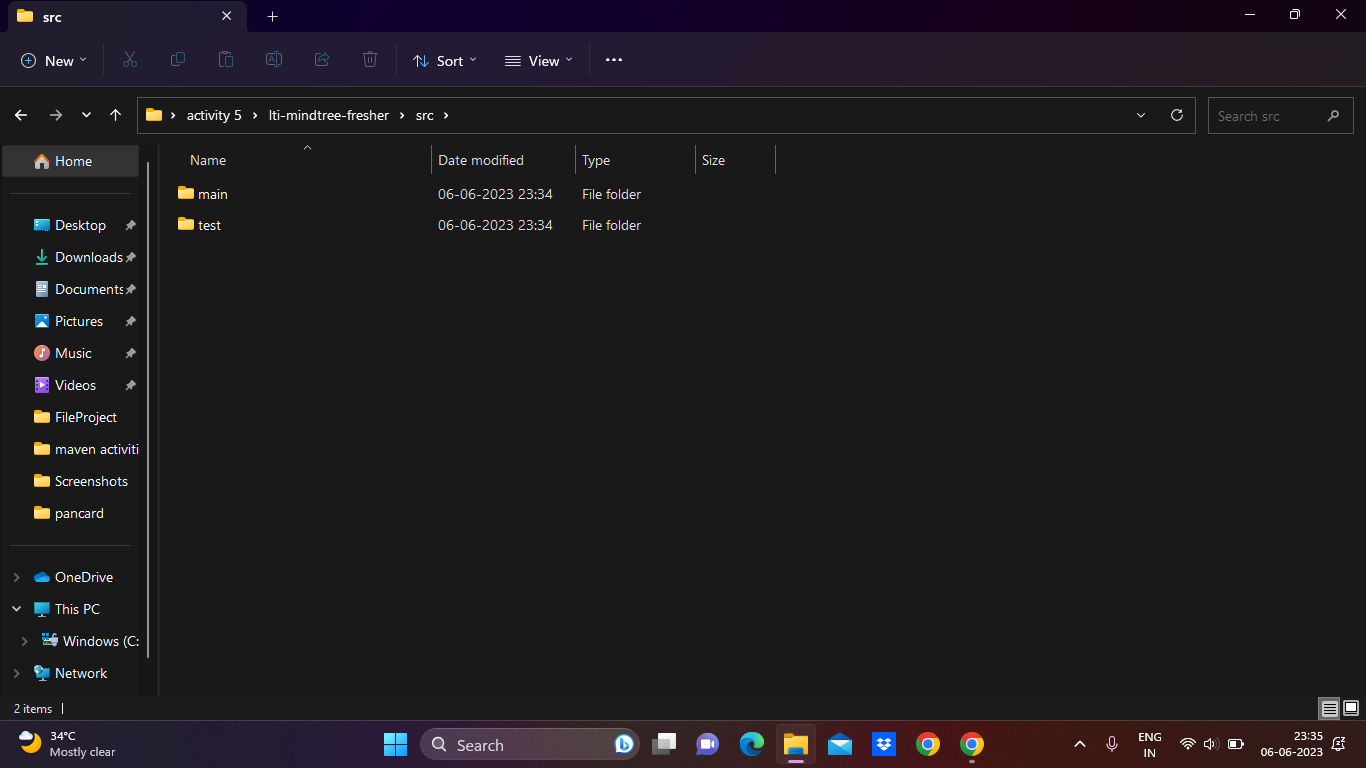 src
New
Sort
View
activity 5 lti-mindtree-fresher src
Search src
Home
Name Date modified Type Size
main 06-06-2023 23:34 File folder
test 06-06-2023 23:34 File folder
Desktop
Downloads
Documents
Pictures
Music
Videos
FileProject
maven activiti
Screenshots
pancard
OneDrive
This PC
Windows (C:
Network
2 items
34°C
Mostly clear
Search
ENG
IN
23:35
06-06-2023